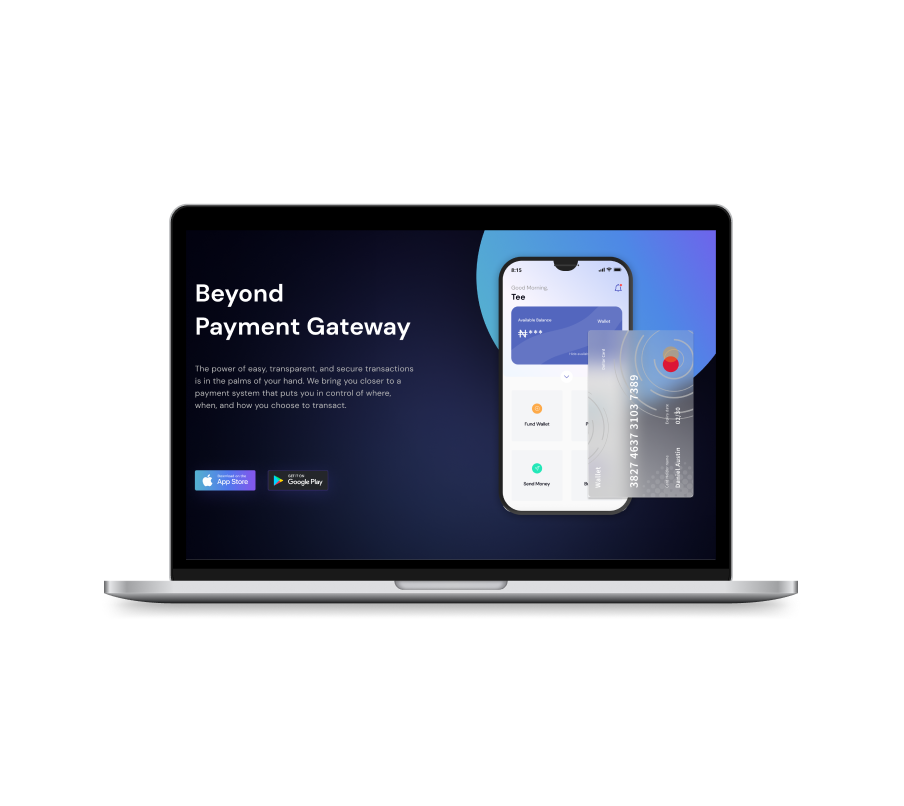 Beyond
Payment Gateway
The power of easy, transparent, and secure transactions
is in the palms of your hand. We bring you closer to a
payment system that puts you in control of where,
when, and how you choose to transact.
Download on the
App Store
GET IT ON
Google Play
8:15
Good Morning,
Tee
Available Balance
Wallet
₦***
Fund Wallet
Send Money
Wallet
3827 4637 3103 7389
Expiry date
02/30
Daniel Austin